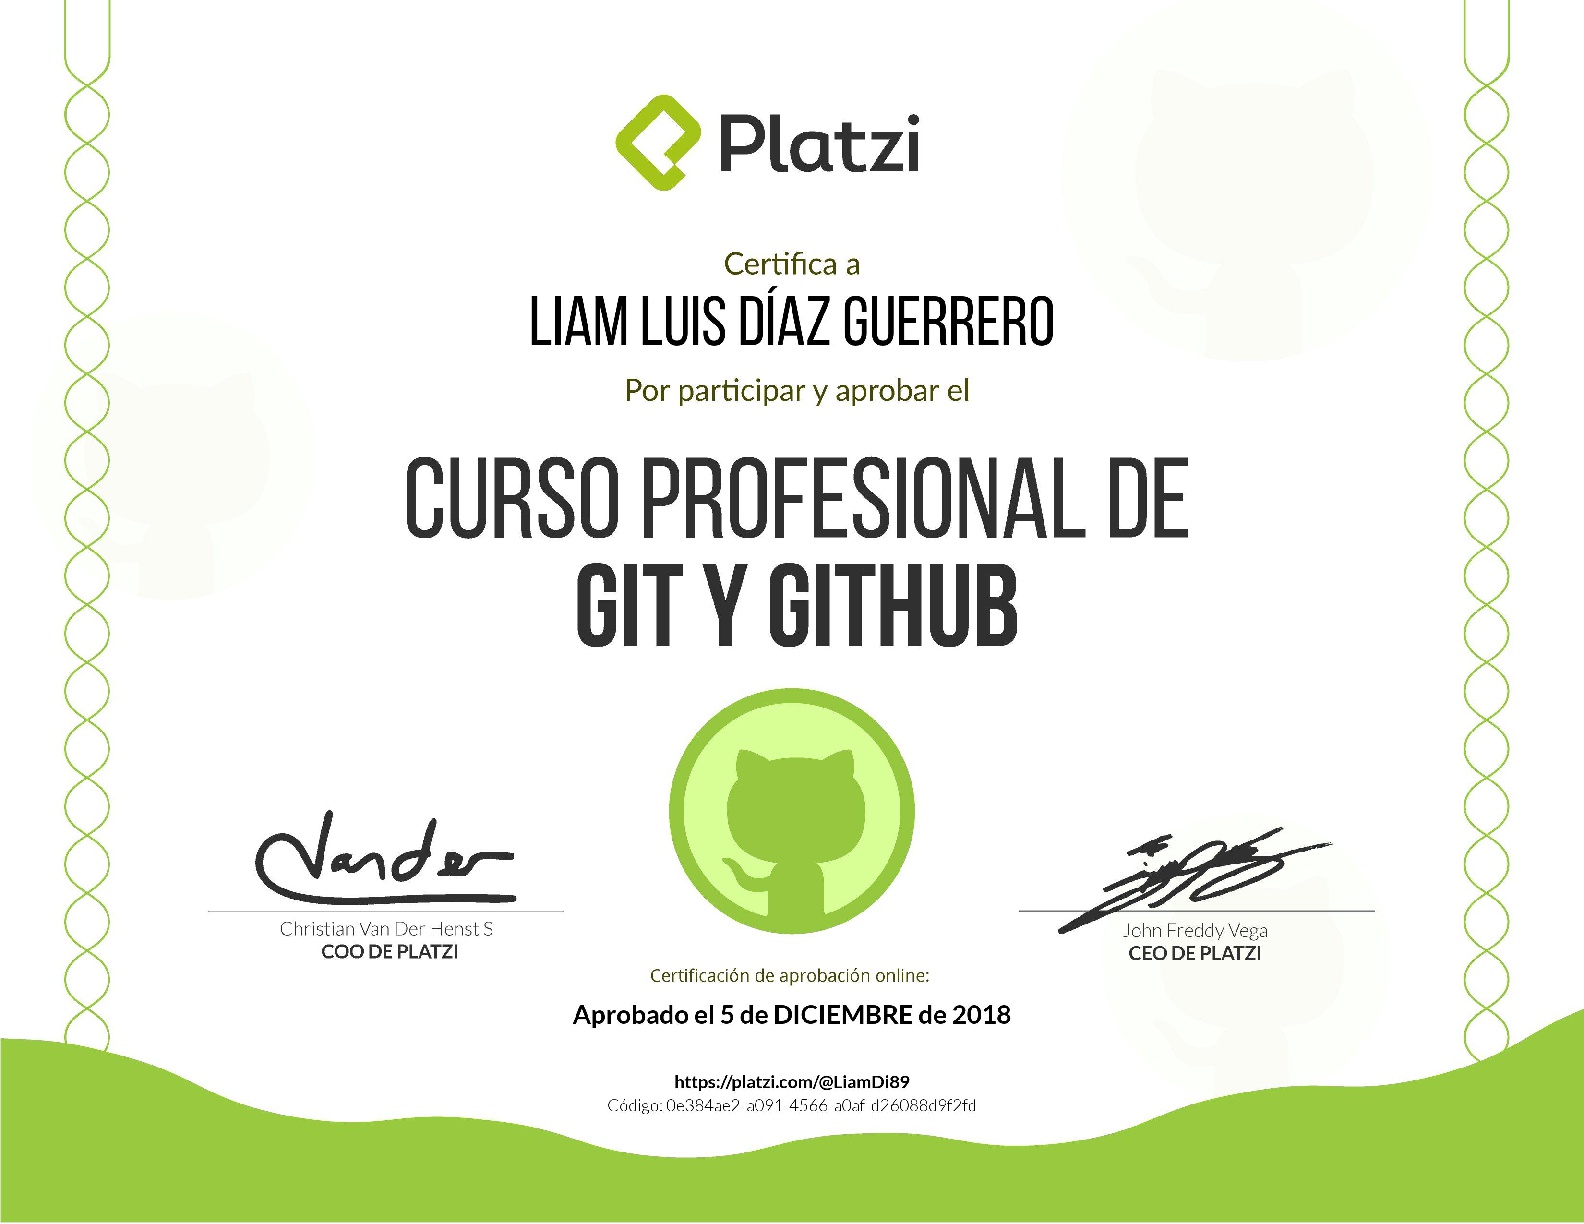 Platzi
Certifica a
LIAM LUIS DÍAZ GUERRERO
Por participar y aprobar el
CURSO PROFESIONAL DE
GIT Y GITHUB
Vander
Christian Van Der Henst S
COO DE PLATZI
John Freddy Vega
CEO DE PLATZI
Certificación de aprobación online:
Aprobado el 5 de DICIEMBRE de 2018
https://platzi.com/@LiamDi89
Código: 0e384ae2-a091-4566-a0af-d26088d9f2fd